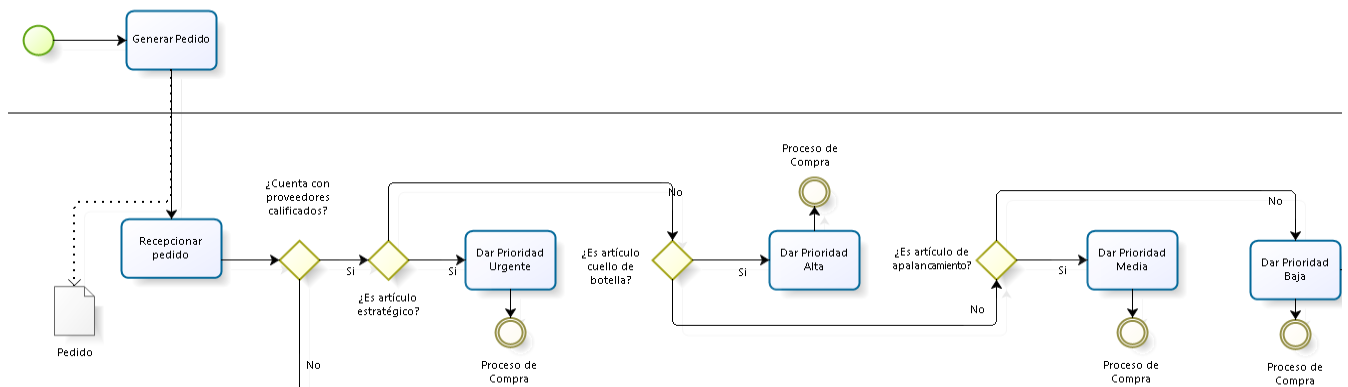 Generar Pedido
Proceso de
Compra
¿Cuenta con
proveedores
calificados?
No
No
Recepcionar
pedido
Si
¿Es artículo
estratégico?
Si
Dar Prioridad
Urgente
¿Es artículo
cuello de
botella?
Si
Dar Prioridad
Alta
¿Es artículo de
apalancamiento?
Si
Dar Prioridad
Media
Dar Prioridad
Baja
No
Pedido
No
Proceso de
Compra
Proceso de
Compra
Proceso de
Compra